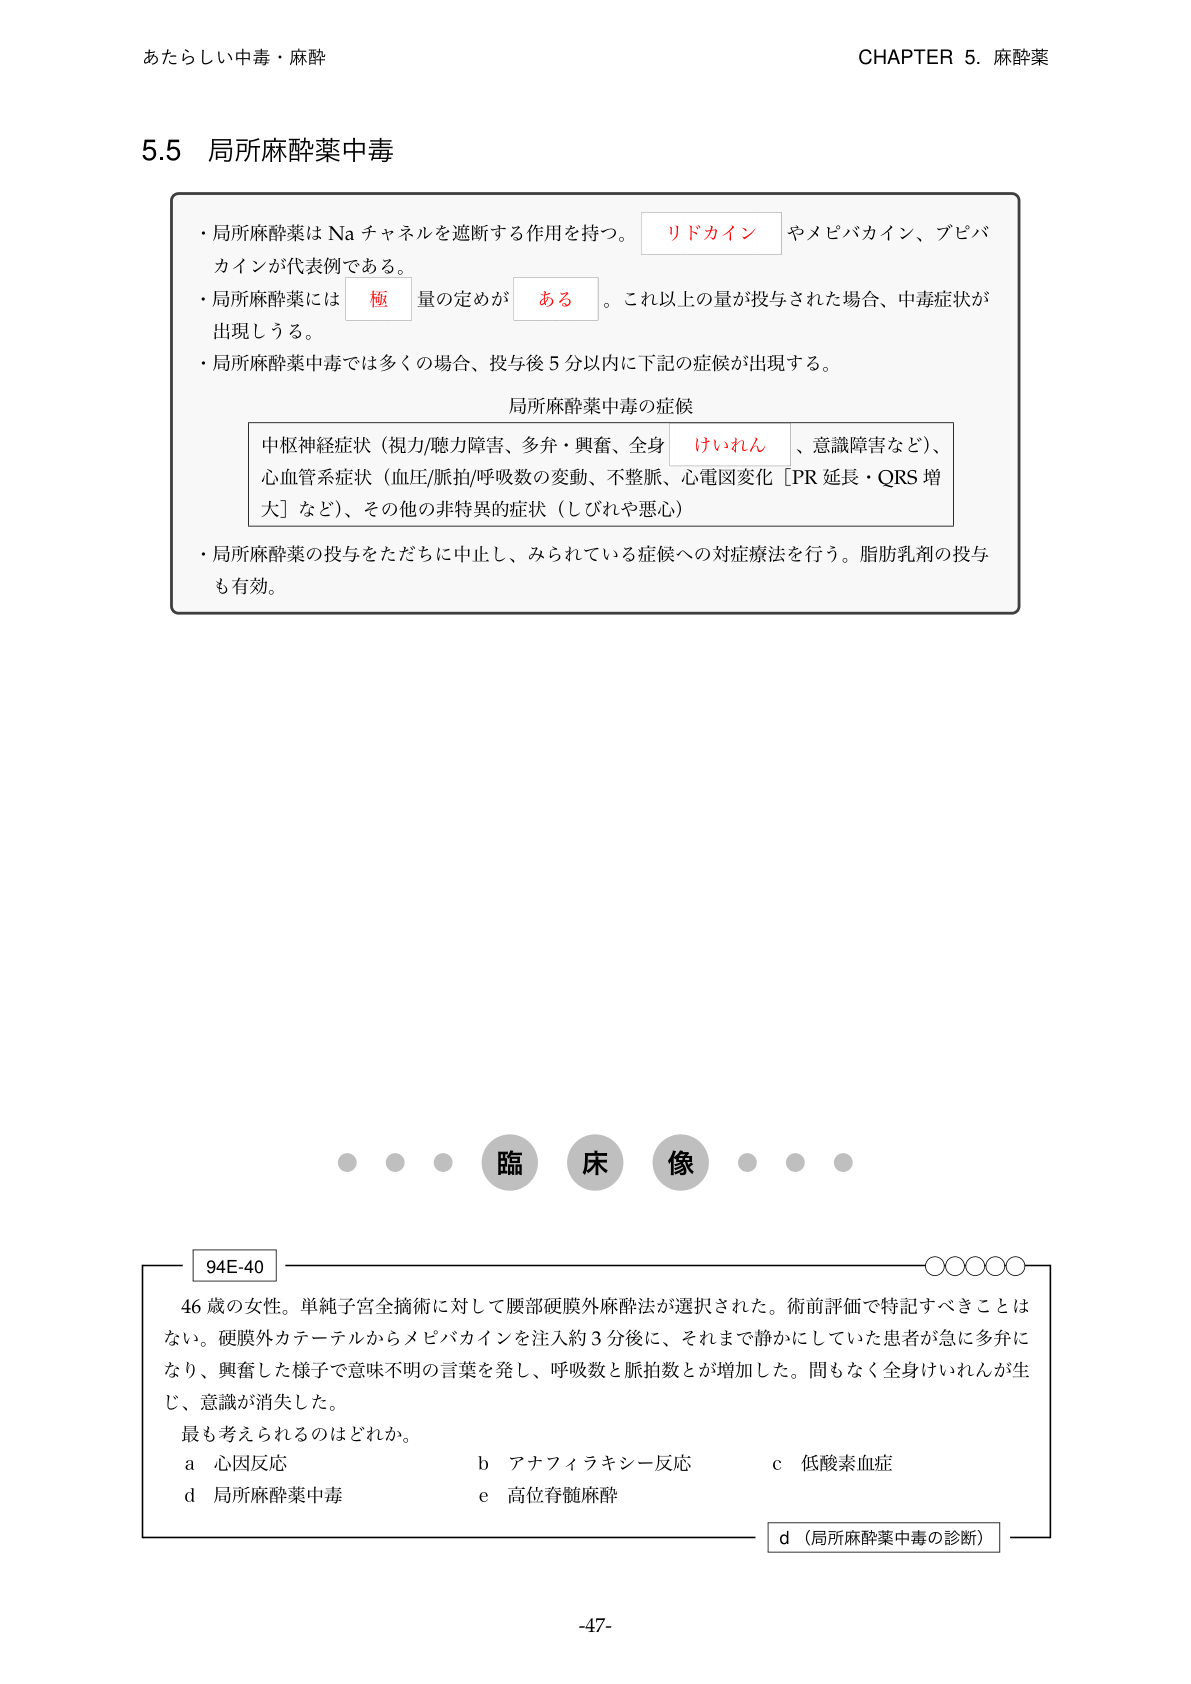 あたらしい中毒・麻酔
CHAPTER 5. 麻酔薬
5.5 局所麻酔薬中毒
・局所麻酔薬は Na チャネルを遮断する作用を持つ。 リドカイン やメピバカイン、ブピバ
カインが代表例である。
・局所麻酔薬には 極 量の定めが ある 。これ以上の量が投与された場合、中毒症状が
出現しうる。
・局所麻酔薬中毒では多くの場合、投与後 5 分以内に下記の症候が出現する。
局所麻酔薬中毒の症候
中枢神経症状（視力/聴力障害、多弁・興奮、全身 けいれん 、意識障害など）、
心血管系症状（血圧/脈拍/呼吸数の変動、不整脈、心電図変化［PR 延長・QRS 増
大］など）、その他の非特異的症状（しびれや悪心）
・局所麻酔薬の投与をただちに中止し、みられている症候への対症療法を行う。脂肪乳剤の投与
も有効。
臨 床 像
94E-40
46 歳の女性。単純子宮全摘術に対して腰部硬膜外麻酔法が選択された。術前評価で特記すべきことは
ない。硬膜外カテーテルからメピバカインを注入約 3 分後に、それまで静かにしていた患者が急に多弁に
なり、興奮した様子で意味不明の言葉を発し、呼吸数と脈拍数とが増加した。間もなく全身けいれんが生
じ、意識が消失した。
最も考えられるのはどれか。
a 心因反応 b アナフィラキシー反応 c 低酸素血症
d 局所麻酔薬中毒 e 高位脊髄麻酔
d （局所麻酔薬中毒の診断）
-47-